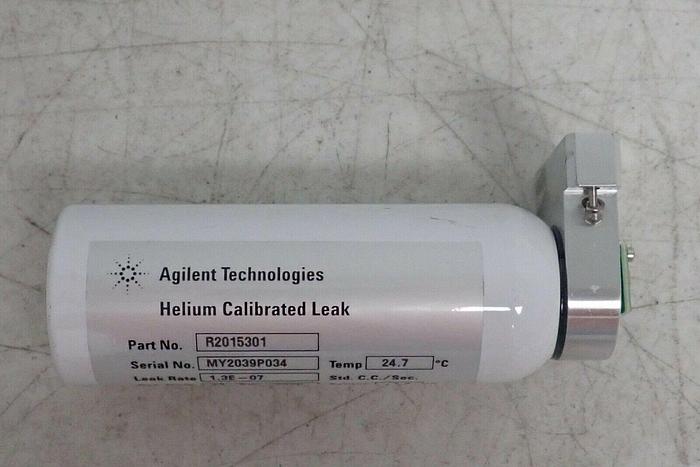 Agilent Technologies
Helium Calibrated Leak
Part No. R2015301
Serial No. MY2039P034 Temp 24.7 °C
Leak Rate 1.3E-07 Std. C.C./Sec.